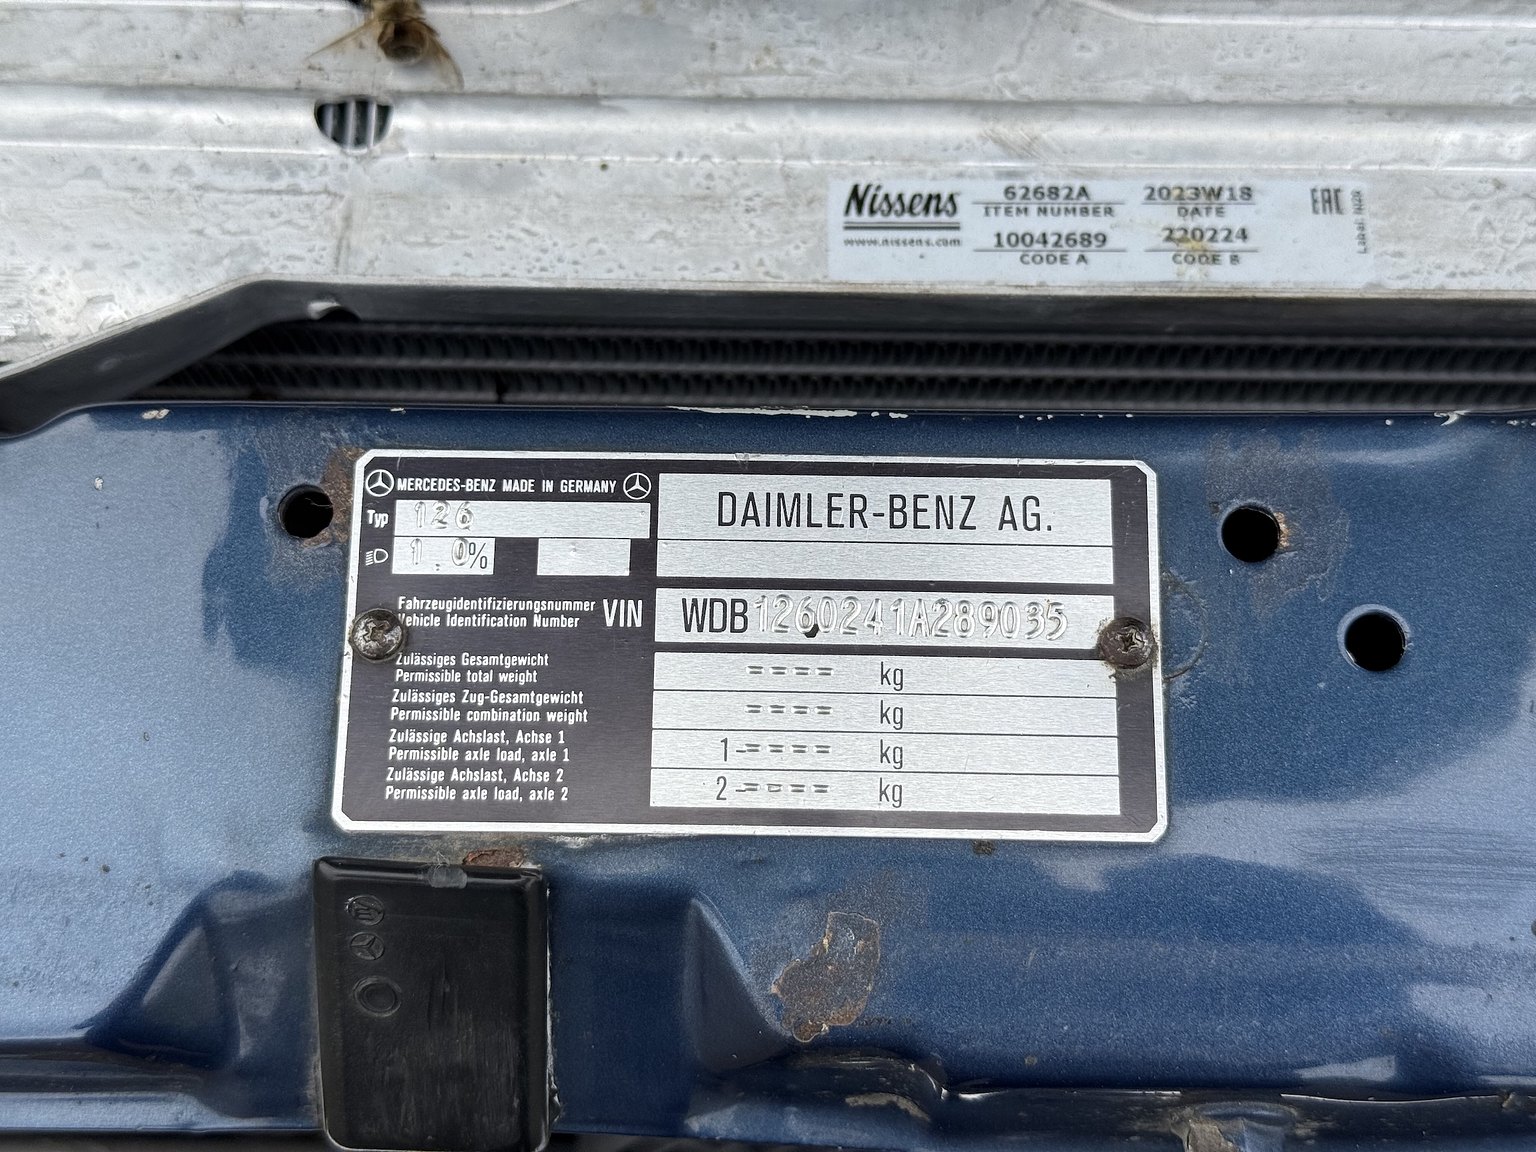 Nissens
www.nissens.com
62682A
ITEM NUMBER
10042689
CODE A
2023W18
DATE
220224
CODE B
EAC
MERCEDES-BENZ MADE IN GERMANY
Typ 126
1.0%
DAIMLER-BENZ AG.
Fahrzeugidentifizierungsnummer
Vehicle Identification Number
VIN
WDB1260241A289035
Zulässiges Gesamtgewicht
Permissible total weight
---- kg
Zulässiges Zug-Gesamtgewicht
Permissible combination weight
---- kg
Zulässige Achslast, Achse 1
Permissible axle load, axle 1
1-==== kg
Zulässige Achslast, Achse 2
Permissible axle load, axle 2
2-==== kg